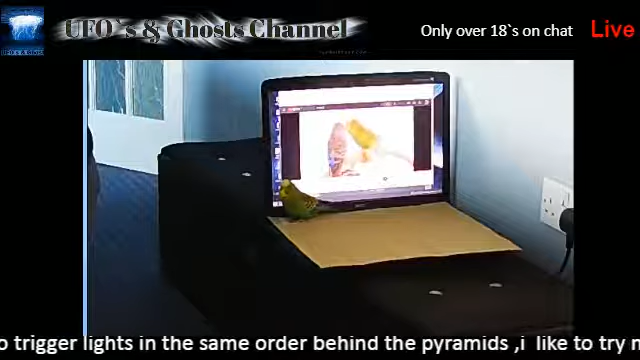 UFO`s & Ghosts Channel
Only over 18`s on chat
Live
o trigger lights in the same order behind the pyramids ,i like to try n